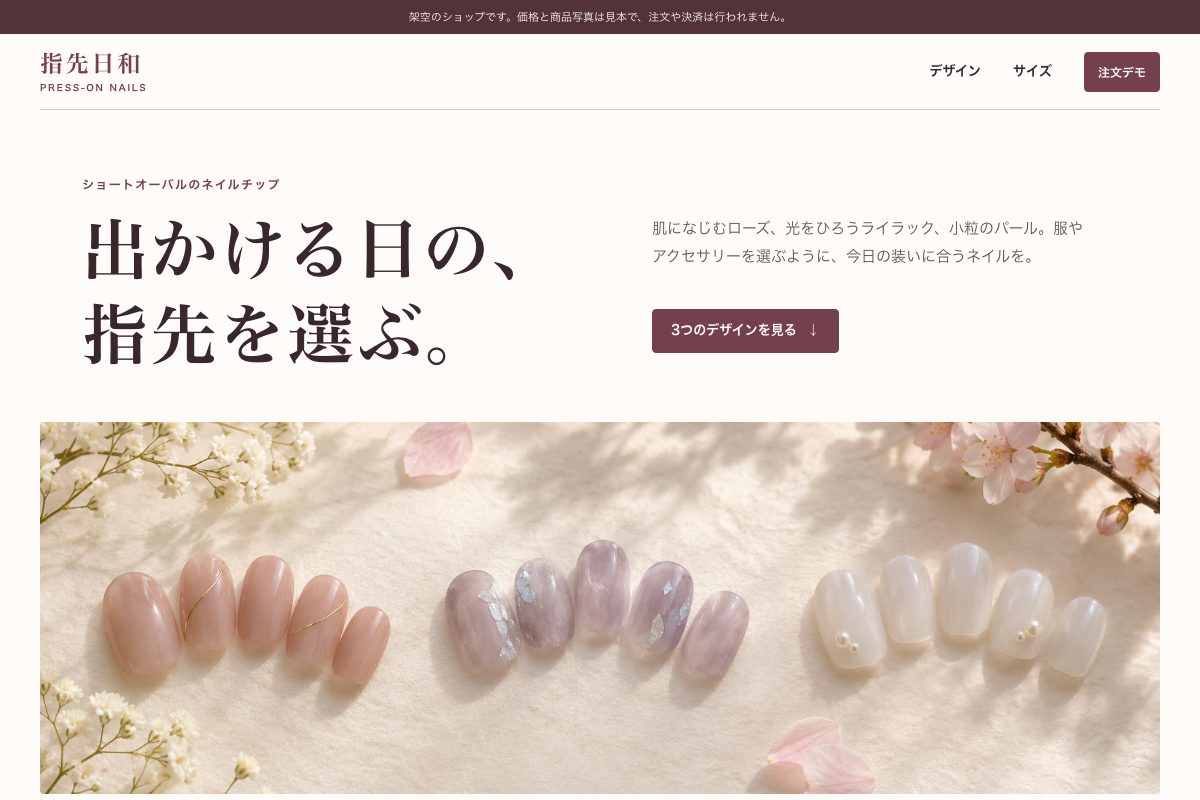 架空のショップです。価格と商品写真は見本で、注文や決済は行われません。
指先日和
PRESS-ON NAILS
デザイン
サイズ
注文デモ
ショートオーバルのネイルチップ
出かける日の、
指先を選ぶ。
肌になじむローズ、光をひろうライラック、小粒のパール。服や
アクセサリーを選ぶように、今日の装いに合うネイルを。
3つのデザインを見る ↓